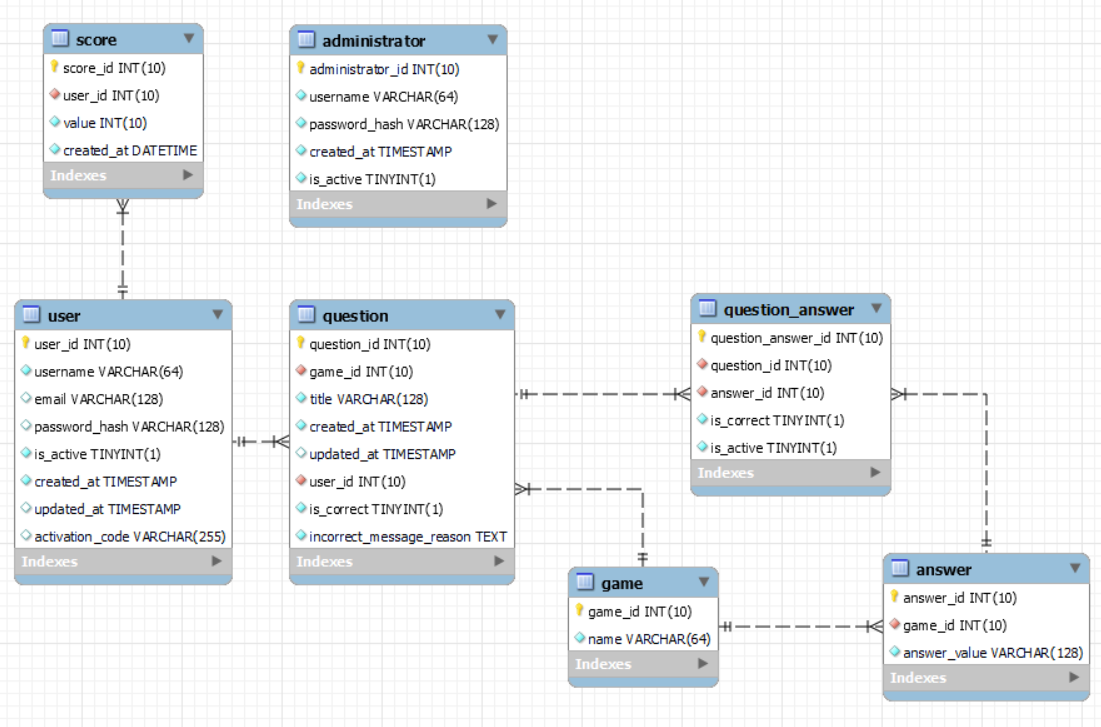 score
score_id INT(10)
user_id INT(10)
value INT(10)
created_at DATETIME
Indexes
administrator
administrator_id INT(10)
username VARCHAR(64)
password_hash VARCHAR(128)
created_at TIMESTAMP
is_active TINYINT(1)
Indexes
user
user_id INT(10)
username VARCHAR(64)
email VARCHAR(128)
password_hash VARCHAR(128)
is_active TINYINT(1)
created_at TIMESTAMP
updated_at TIMESTAMP
activation_code VARCHAR(255)
Indexes
question
question_id INT(10)
game_id INT(10)
title VARCHAR(128)
created_at TIMESTAMP
updated_at TIMESTAMP
user_id INT(10)
is_correct TINYINT(1)
incorrect_message_reason TEXT
Indexes
question_answer
question_answer_id INT(10)
question_id INT(10)
answer_id INT(10)
is_correct TINYINT(1)
is_active TINYINT(1)
Indexes
game
game_id INT(10)
name VARCHAR(64)
Indexes
answer
answer_id INT(10)
game_id INT(10)
answer_value VARCHAR(128)
Indexes